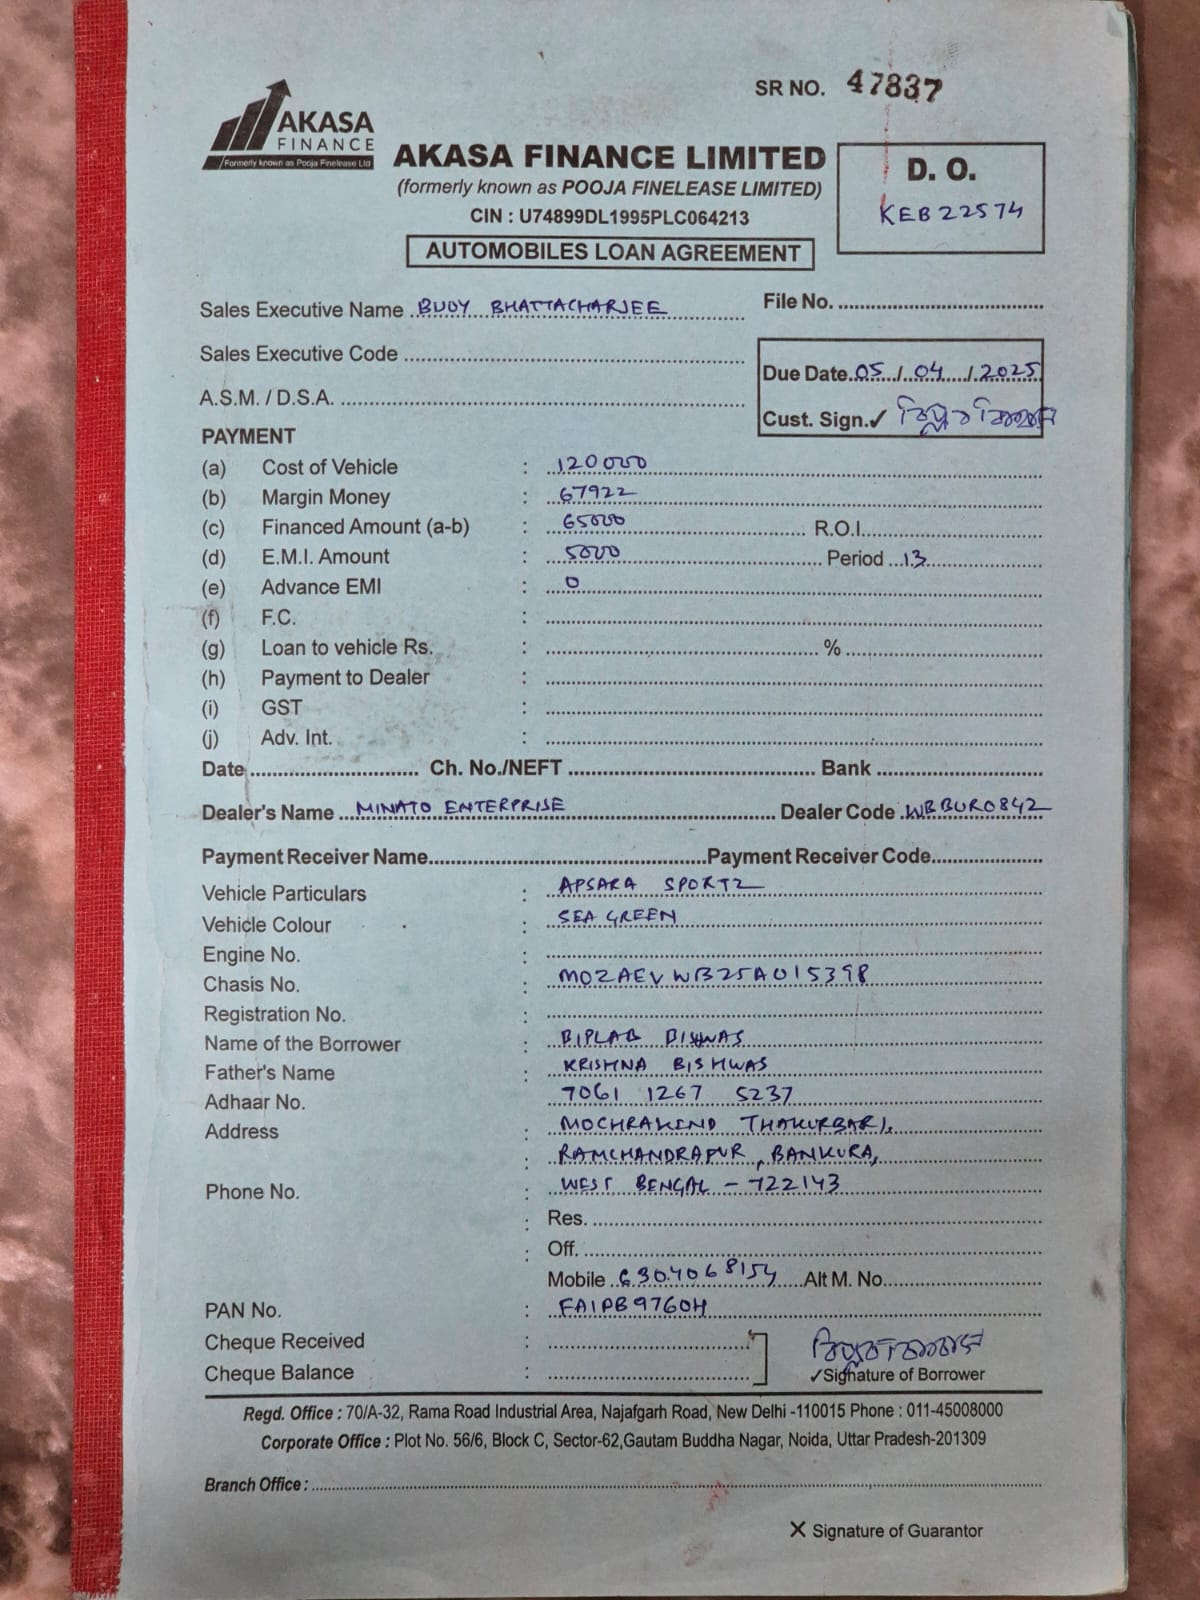 SR NO. 47837
AKASA
FINANCE
Formerly known as Pooja Finelease Ltd
AKASA FINANCE LIMITED
(formerly known as POOJA FINELEASE LIMITED)
CIN : U74899DL1995PLC064213
AUTOMOBILES LOAN AGREEMENT
D. O.
KEB22574
Sales Executive Name BIJOY BHATTACHARJEE
File No.
Sales Executive Code
Due Date 05/04/2025
A.S.M. / D.S.A.
Cust. Sign.✓
PAYMENT
(a) Cost of Vehicle : 120000
(b) Margin Money : 67922
(c) Financed Amount (a-b) : 65000 R.O.I.
(d) E.M.I. Amount : 5000 Period 13
(e) Advance EMI : 0
(f) F.C. :
(g) Loan to vehicle Rs. : %
(h) Payment to Dealer :
(i) GST :
(j) Adv. Int. :
Date Ch. No./NEFT Bank
Dealer's Name MINATO ENTERPRISE Dealer Code WBBUR0842
Payment Receiver Name Payment Receiver Code
Vehicle Particulars : APSARA SPORTZ
Vehicle Colour : SEA GREEN
Engine No. :
Chasis No. : MOZAEVWB25A015398
Registration No. :
Name of the Borrower : BIPLAB BISWAS
Father's Name : KRISHNA BISHWAS
Adhaar No. : 7061 1267 5237
Address : MOCHRAKEND THAKURBARI,
: RAMCHANDRAPUR, BANKURA,
Phone No. : WEST BENGAL - 722143
: Res.
: Off.
Mobile 6304068154 Alt M. No.
PAN No. : FAIPB9760H
Cheque Received :
Cheque Balance :
✓Signature of Borrower
Regd. Office : 70/A-32, Rama Road Industrial Area, Najafgarh Road, New Delhi -110015 Phone : 011-45008000
Corporate Office : Plot No. 56/6, Block C, Sector-62,Gautam Buddha Nagar, Noida, Uttar Pradesh-201309
Branch Office :
X Signature of Guarantor